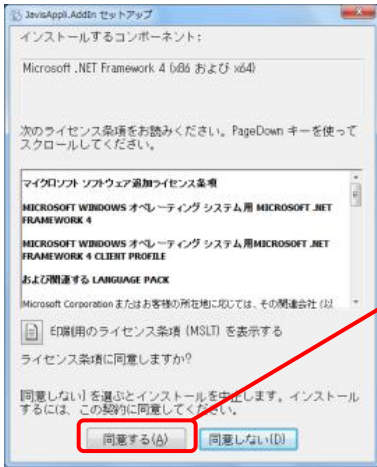 JavisAppli.AddIn セットアップ
インストールするコンポーネント:
Microsoft .NET Framework 4 (x86 および x64)
次のライセンス条項をお読みください。PageDown キーを使って
スクロールしてください。
マイクロソフト ソフトウェア追加ライセンス条項
MICROSOFT WINDOWS オペレーティング システム用 MICROSOFT .NET
FRAMEWORK 4
MICROSOFT WINDOWS オペレーティング システム用MICROSOFT .NET
FRAMEWORK 4 CLIENT PROFILE
および関連する LANGUAGE PACK
Microsoft Corporation またはお客様の所在地に応じては、その関連会社 (以
印刷用のライセンス条項 (MSLT) を表示する
ライセンス条項に同意しますか?
[同意しない] を選ぶとインストールを中止します。インストール
するには、この契約に同意してください。
同意する(A)
同意しない(D)